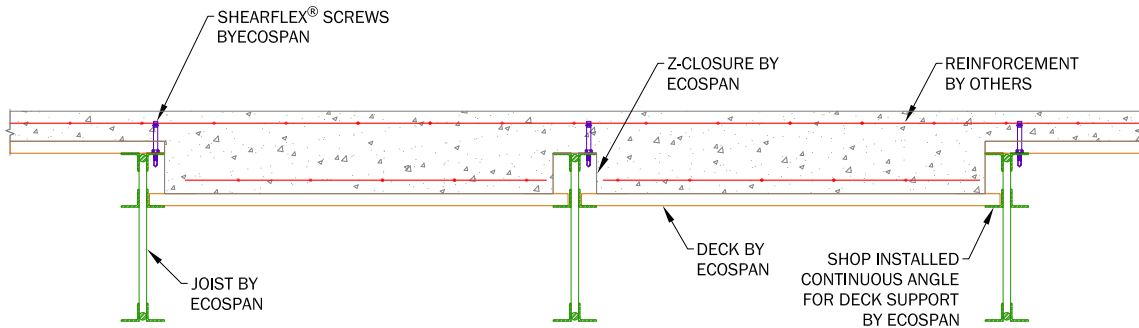 SHEARFLEX® SCREWS
BYECOSPAN
Z-CLOSURE BY
ECOSPAN
REINFORCEMENT
BY OTHERS
JOIST BY
ECOSPAN
DECK BY
ECOSPAN
SHOP INSTALLED
CONTINUOUS ANGLE
FOR DECK SUPPORT
BY ECOSPAN